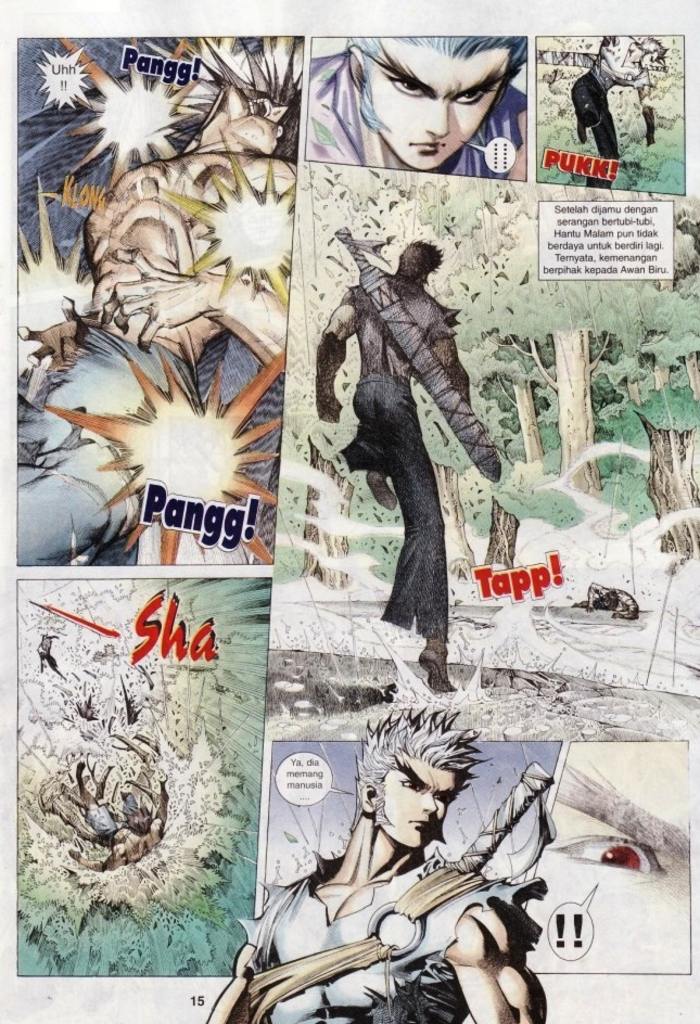 Uhh
!!
Pangg!
KLONG
Pangg!
PUKK!
Setelah dijamu dengan
serangan bertubi-tubi,
Hantu Malam pun tidak
berdaya untuk berdiri lagi.
Ternyata, kemenangan
berpihak kepada Awan Biru.
Tapp!
Sha
Ya, dia
memang
manusia
....
!!
15